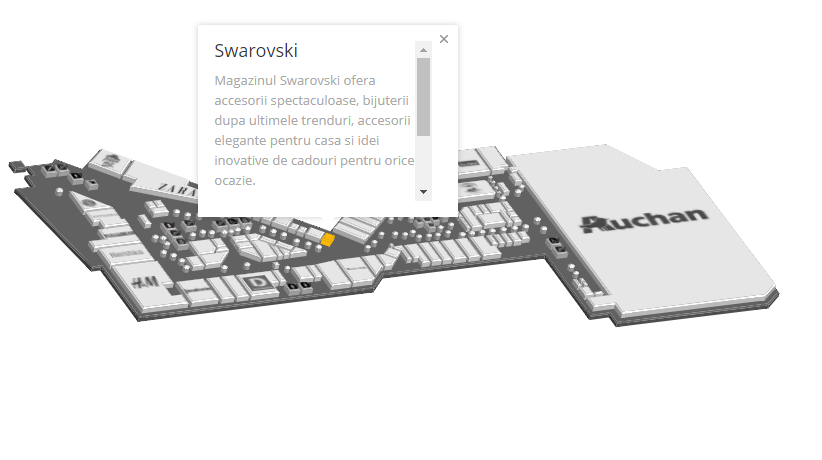 Swarovski
Magazinul Swarovski ofera
accesorii spectaculoase, bijuterii
dupa ultimele trenduri, accesorii
elegante pentru casa si idei
inovative de cadouri pentru orice
ocazie.
ZARA
Auchan
H&M
D